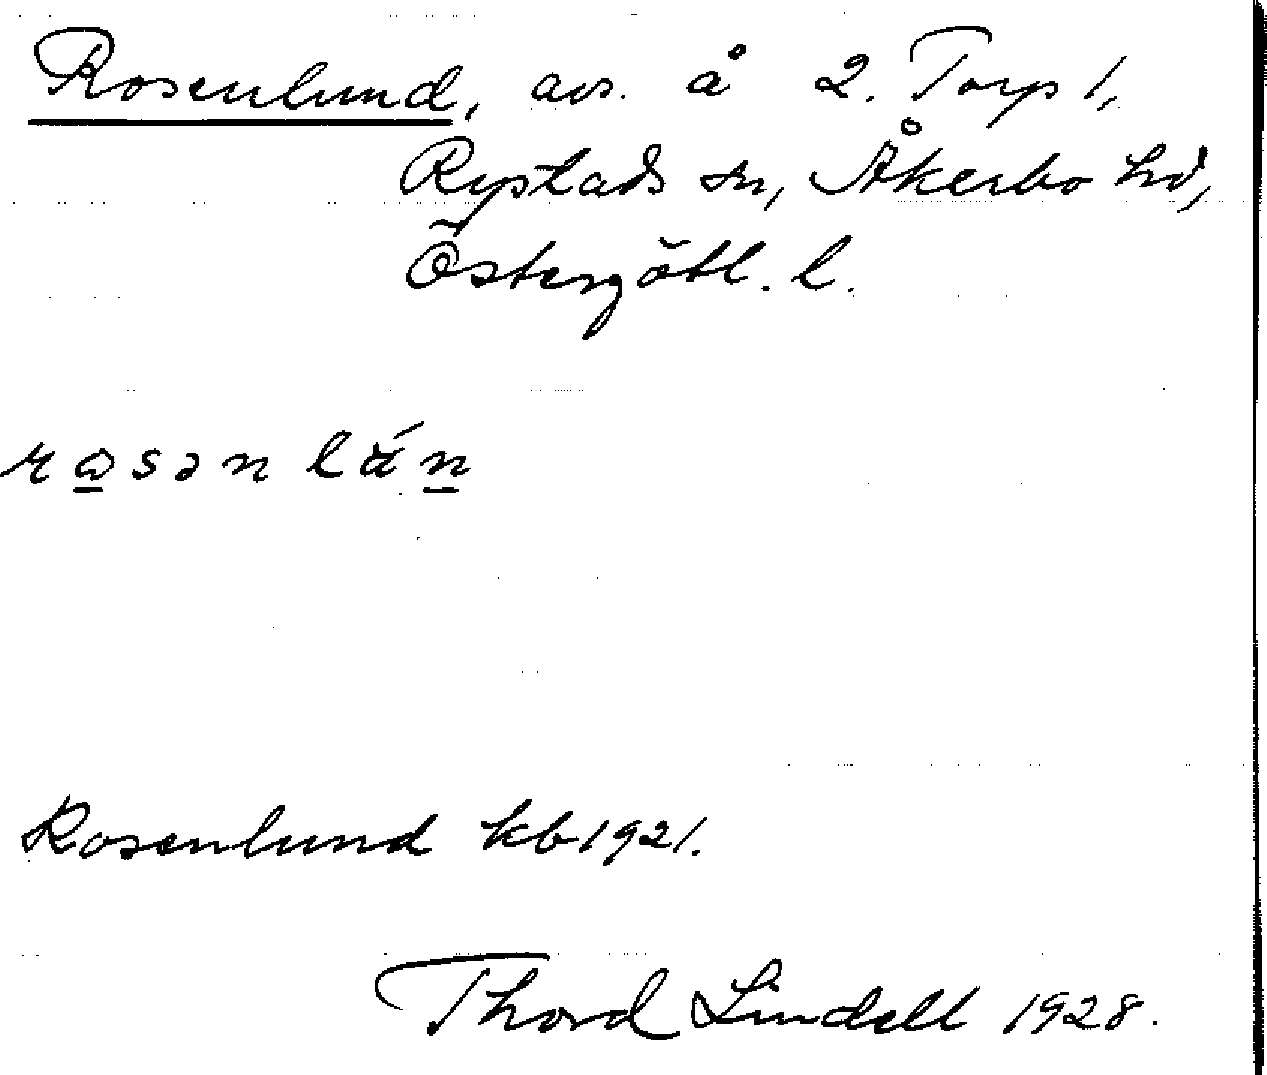 Rosenlund, avs. å 2. Torp 1,
Rystads sn, Åkerbo hd,
Östergötl. l.
Rosenlund kb 1921.
Thord Lindell 1928.